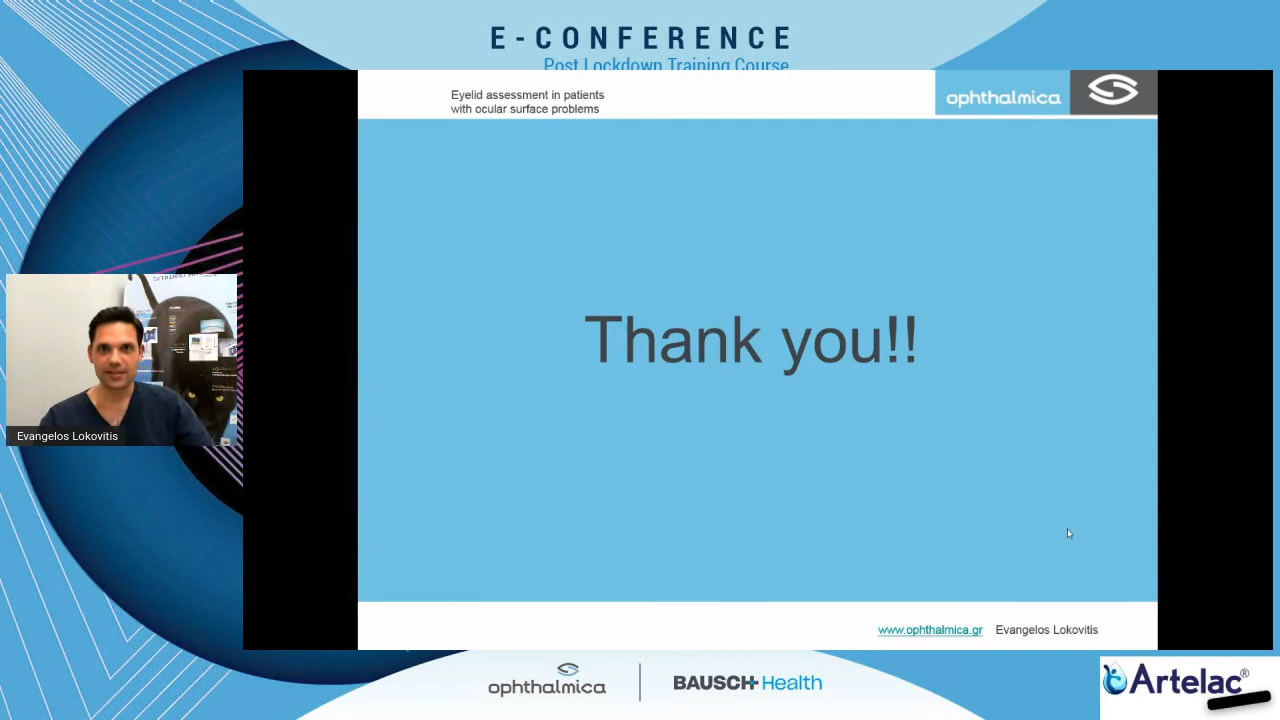 E-CONFERENCE
Post Lockdown Training Course
Eyelid assessment in patients
with ocular surface problems
ophthalmica
Thank you!!
Evangelos Lokovitis
www.ophthalmica.gr Evangelos Lokovitis
ophthalmica
BAUSCH+Health
Artelac®